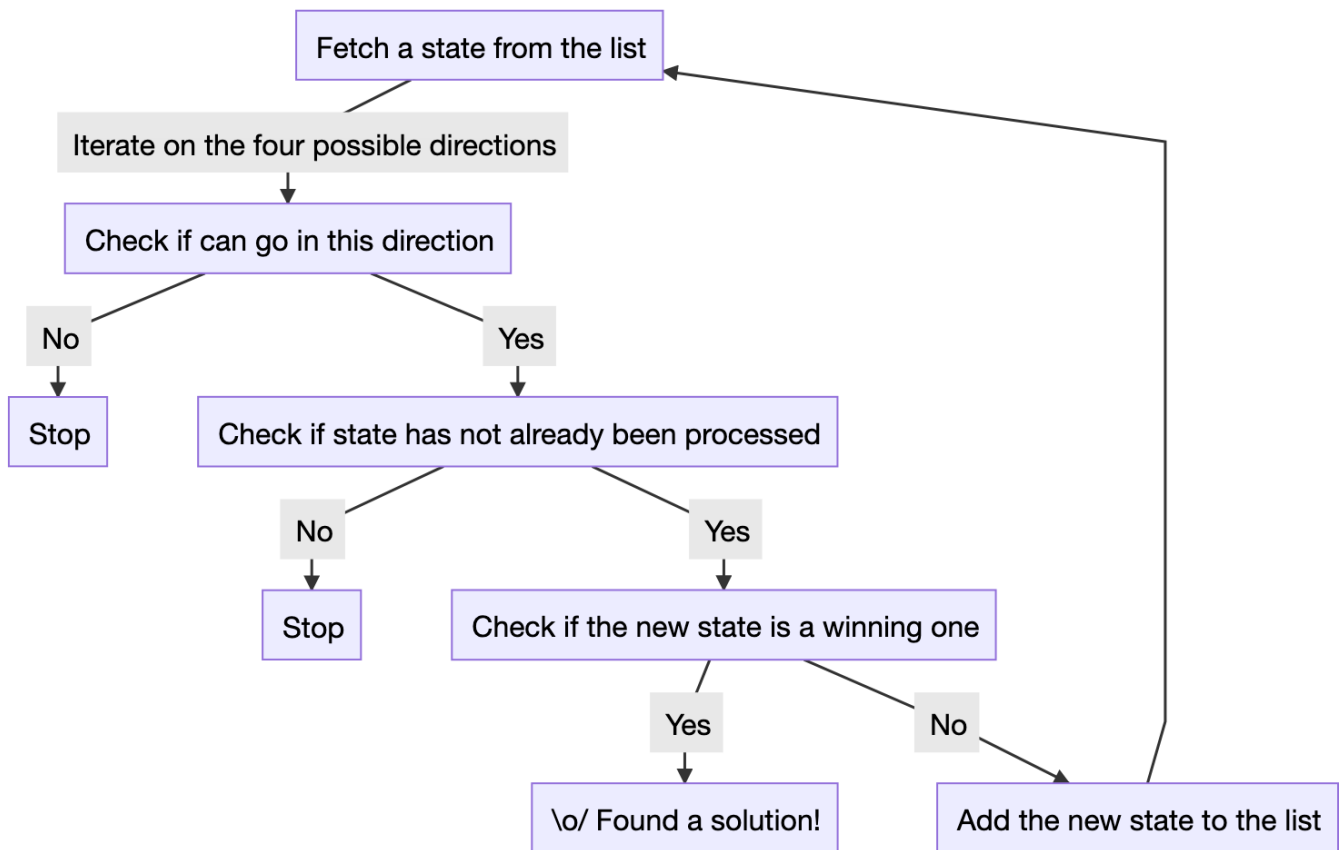 Fetch a state from the list
Iterate on the four possible directions
Check if can go in this direction
No
Yes
Stop
Check if state has not already been processed
No
Yes
Stop
Check if the new state is a winning one
Yes
No
\o/ Found a solution!
Add the new state to the list